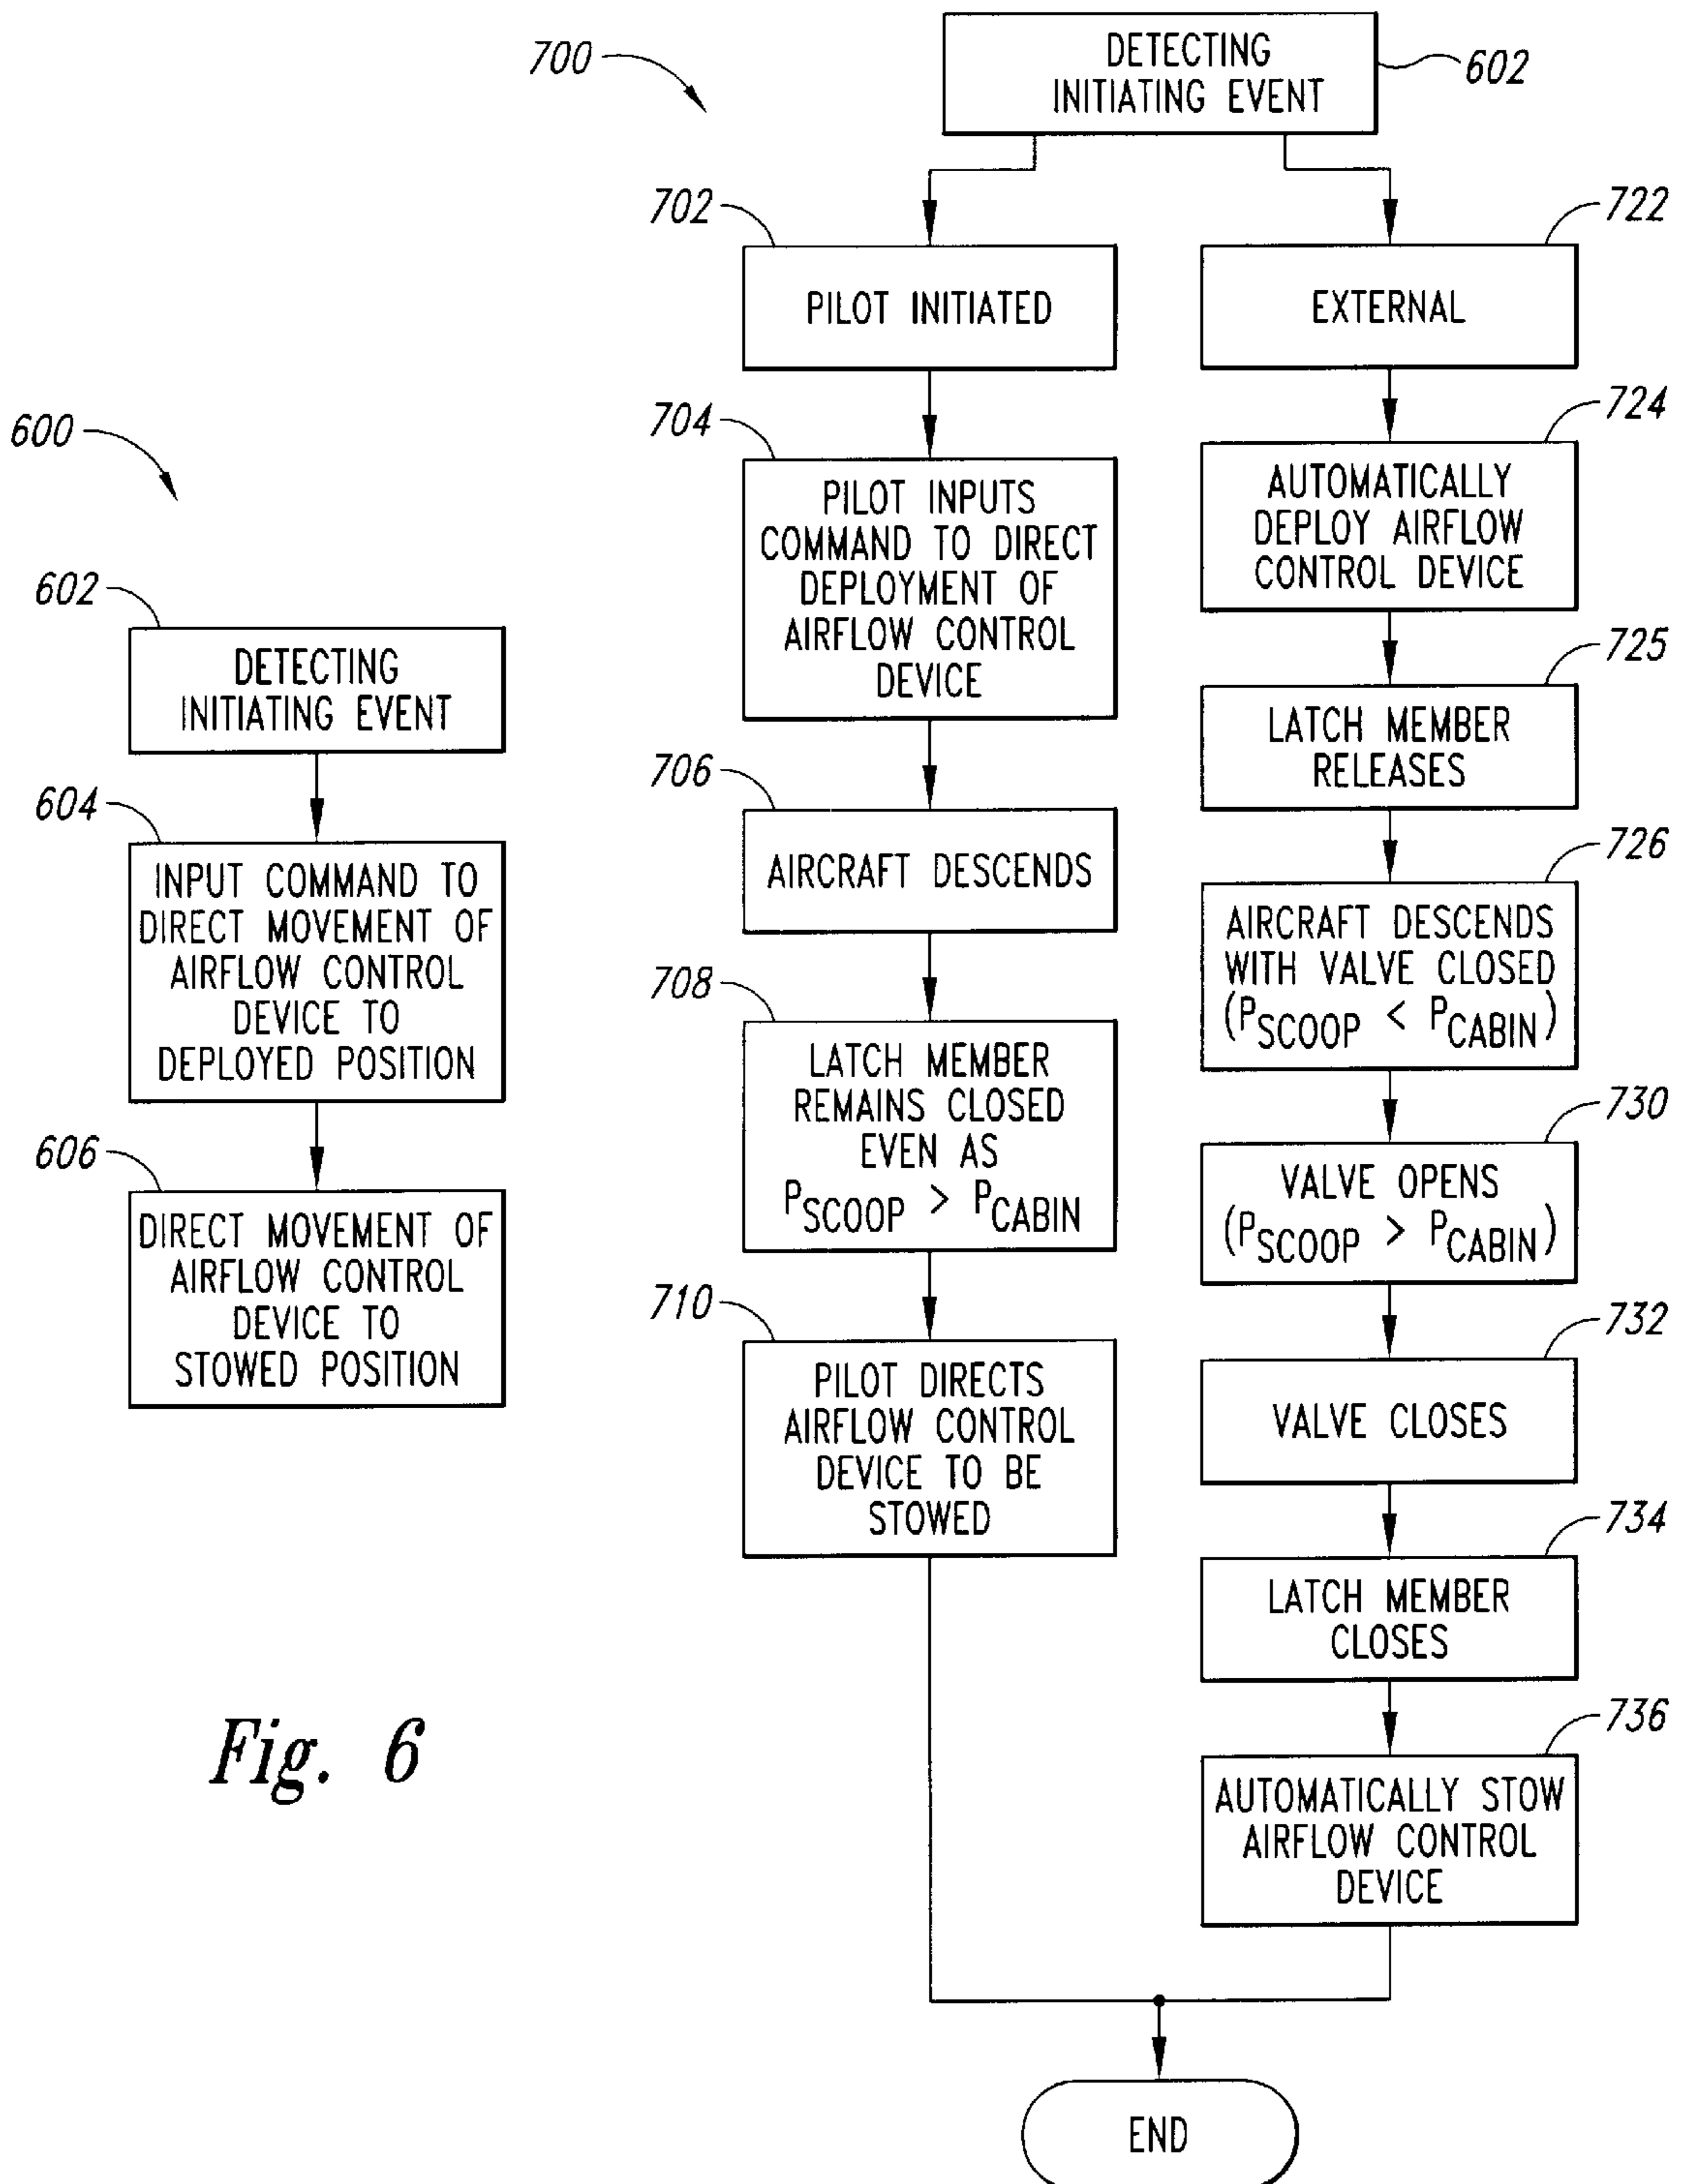 600
602
DETECTING
INITIATING EVENT
604
INPUT COMMAND TO
DIRECT MOVEMENT OF
AIRFLOW CONTROL
DEVICE TO
DEPLOYED POSITION
606
DIRECT MOVEMENT OF
AIRFLOW CONTROL
DEVICE TO
STOWED POSITION
Fig. 6
700
DETECTING
INITIATING EVENT
602
702
PILOT INITIATED
704
PILOT INPUTS
COMMAND TO DIRECT
DEPLOYMENT OF
AIRFLOW CONTROL
DEVICE
706
AIRCRAFT DESCENDS
708
LATCH MEMBER
REMAINS CLOSED
EVEN AS
PSCOOP > PCABIN
710
PILOT DIRECTS
AIRFLOW CONTROL
DEVICE TO BE
STOWED
722
EXTERNAL
724
AUTOMATICALLY
DEPLOY AIRFLOW
CONTROL DEVICE
725
LATCH MEMBER
RELEASES
726
AIRCRAFT DESCENDS
WITH VALVE CLOSED
(PSCOOP < PCABIN)
730
VALVE OPENS
(PSCOOP > PCABIN)
732
VALVE CLOSES
734
LATCH MEMBER
CLOSES
736
AUTOMATICALLY STOW
AIRFLOW CONTROL
DEVICE
END